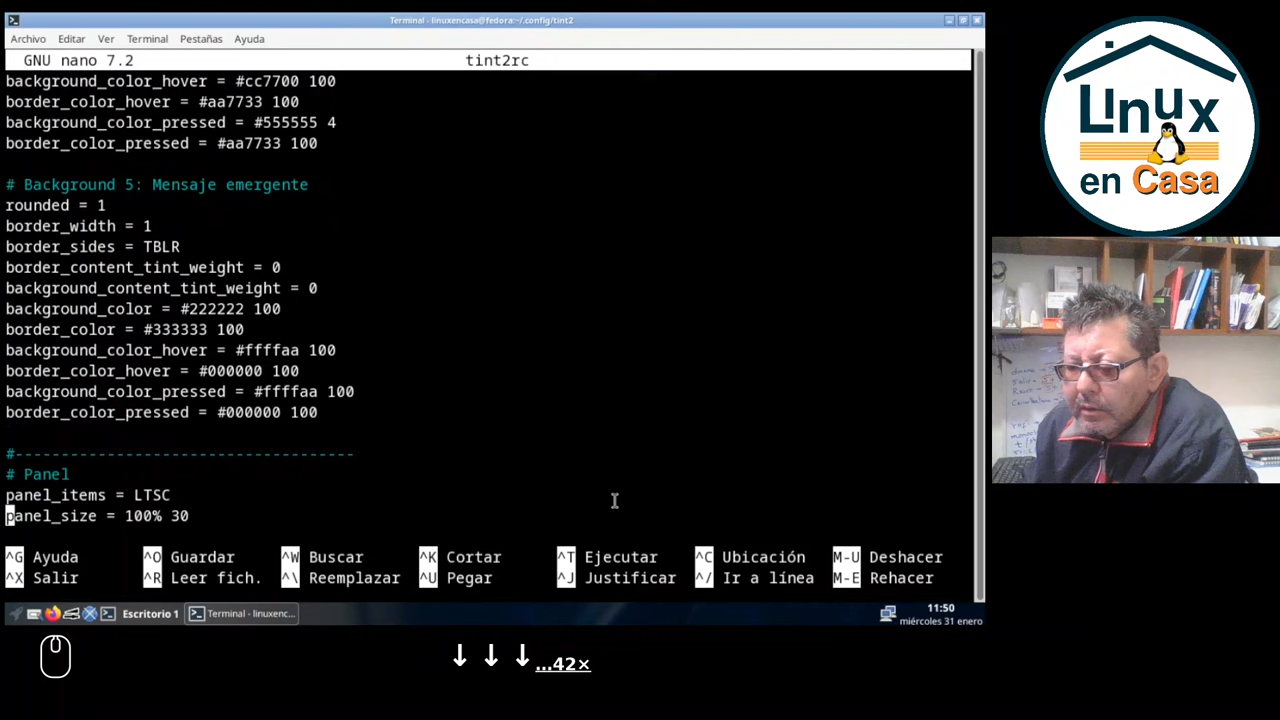 Terminal - linuxencasa@fedora:~/.config/tint2
Archivo Editar Ver Terminal Pestañas Ayuda
GNU nano 7.2 tint2rc
background_color_hover = #cc7700 100
border_color_hover = #aa7733 100
background_color_pressed = #555555 4
border_color_pressed = #aa7733 100
# Background 5: Mensaje emergente
rounded = 1
border_width = 1
border_sides = TBLR
border_content_tint_weight = 0
background_content_tint_weight = 0
background_color = #222222 100
border_color = #333333 100
background_color_hover = #ffffaa 100
border_color_hover = #000000 100
background_color_pressed = #ffffaa 100
border_color_pressed = #000000 100
#-------------------------------------
# Panel
panel_items = LTSC
panel_size = 100% 30
^G Ayuda ^O Guardar ^W Buscar ^K Cortar ^T Ejecutar ^C Ubicación M-U Deshacer
^X Salir ^R Leer fich. ^\ Reemplazar ^U Pegar ^J Justificar ^/ Ir a línea M-E Rehacer
Escritorio 1 Terminal - linuxenc...
11:50
miércoles 31 enero
↓ ↓ ↓ ...42×
Linux
en Casa